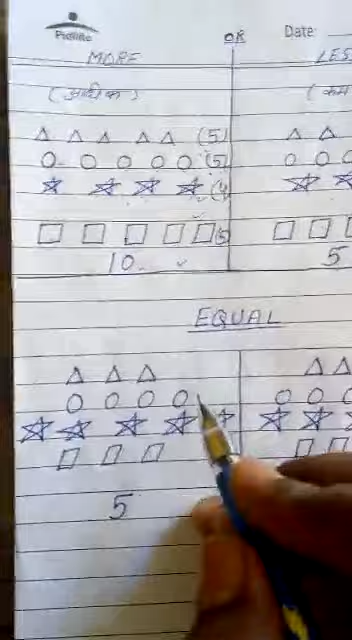 Pidilite
Date:
MORE OR LES
(अधिक) (कम
(5)
(5)
(4
5
10 5
EQUAL
5